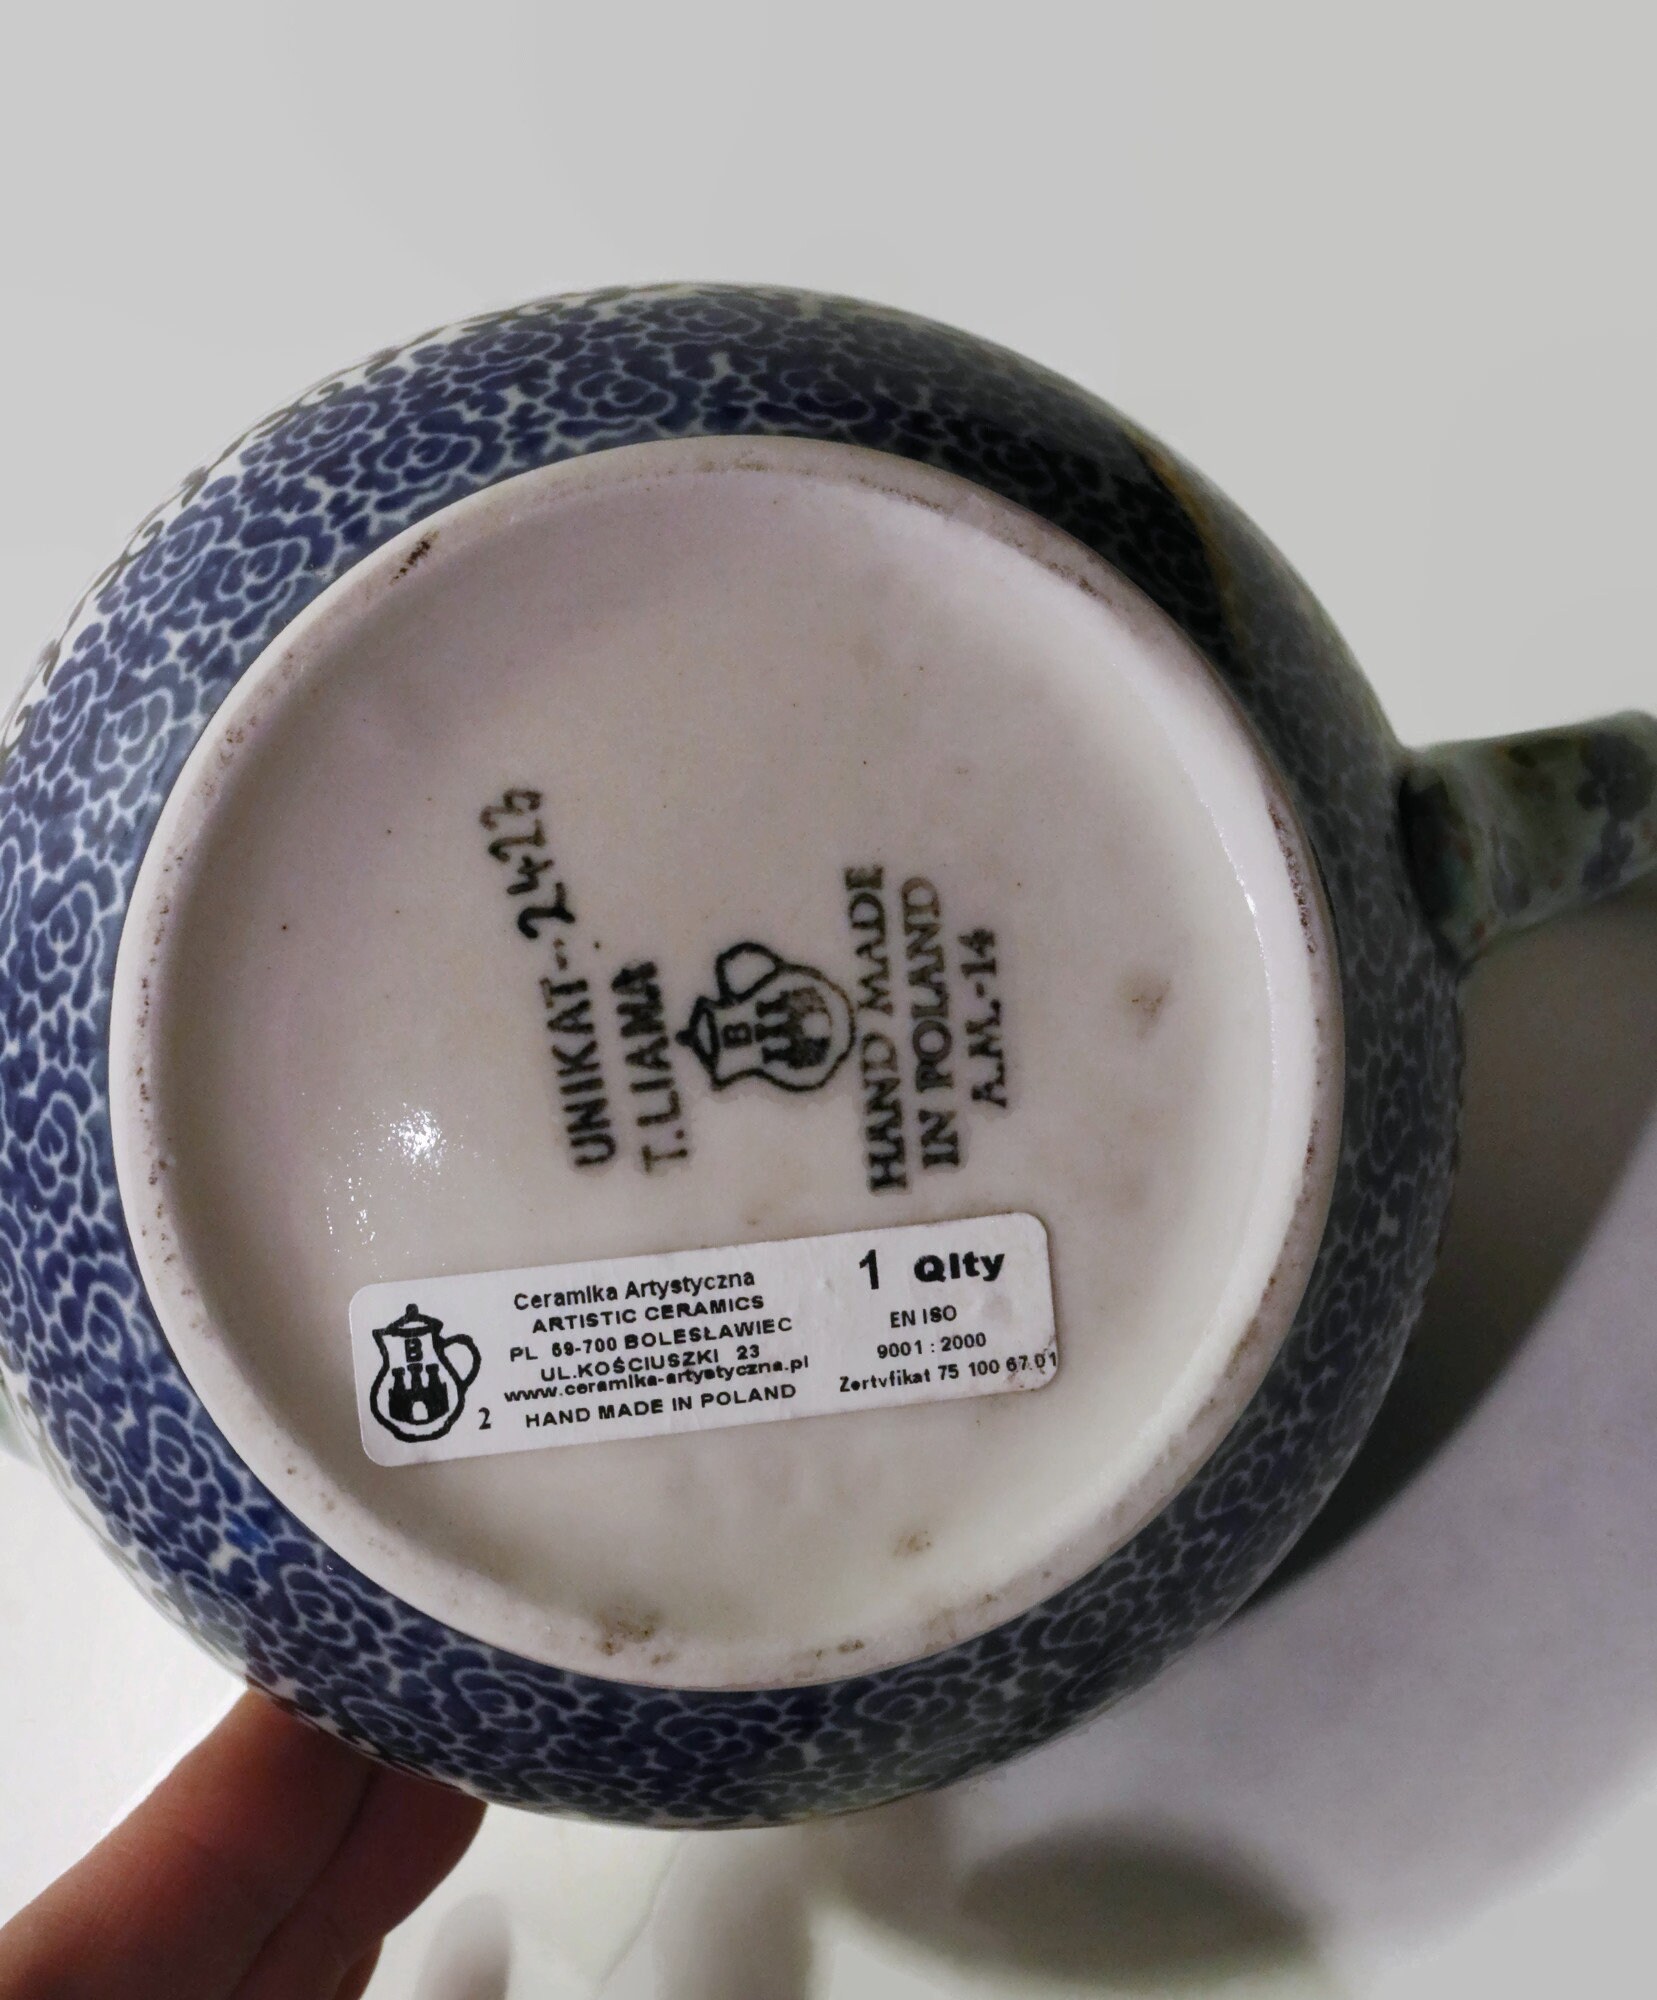 UNIKAT-2423
T.LIAMA
B
HAND MADE
IN POLAND
A.M.-14
B
2
Ceramika Artystyczna
ARTISTIC CERAMICS
PL 59-700 BOLESŁAWIEC
UL.KOŚCIUSZKI 23
www.ceramika-artystyczna.pl
HAND MADE IN POLAND
1 Qlty
EN ISO
9001 : 2000
Zertyfikat 75 100 67.01